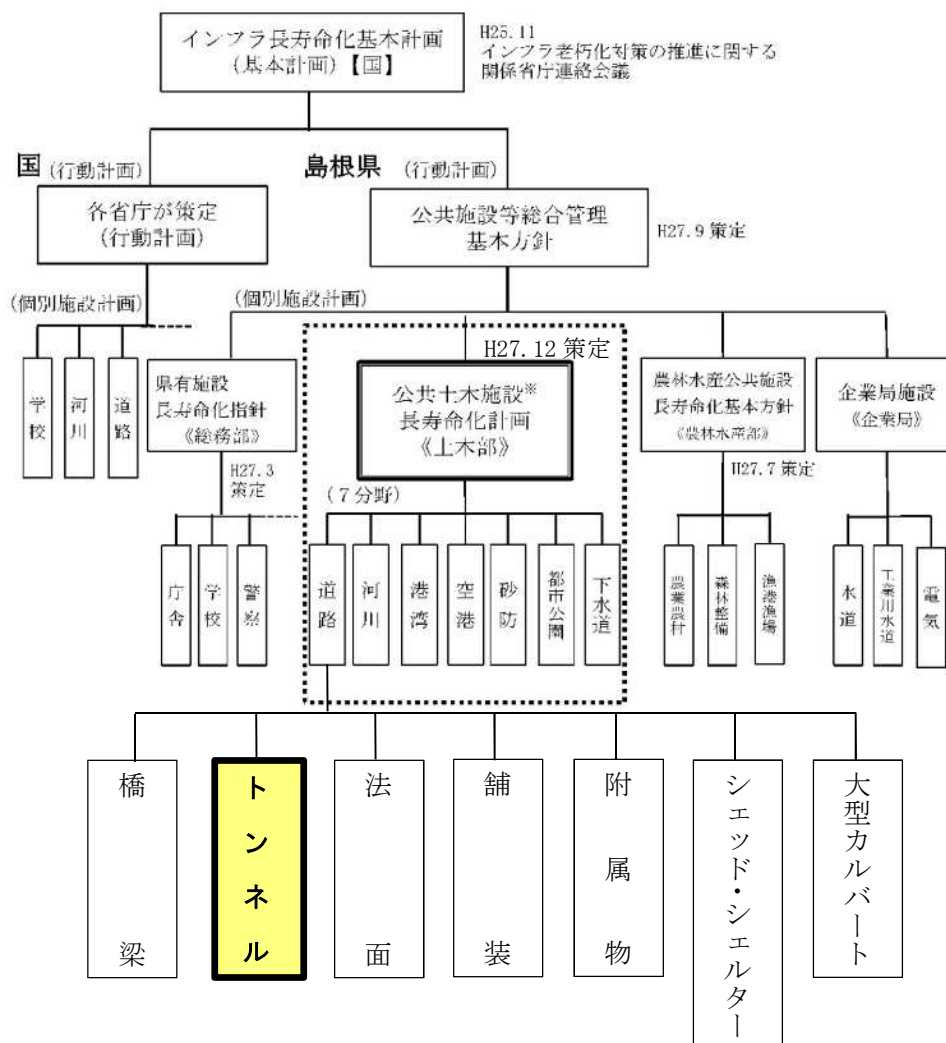 インフラ長寿命化基本計画
(基本計画)【国】
H25.11
インフラ老朽化対策の推進に関する
関係省庁連絡会議
国 (行動計画)
島根県 (行動計画)
各省庁が策定
(行動計画)
公共施設等総合管理
基本方針
H27.9 策定
(個別施設計画)
(個別施設計画)
学校
河川
道路
県有施設
長寿命化指針
《総務部》
H27.3
策定
庁舎
学校
警察
H27.12 策定
公共土木施設※
長寿命化計画
《土木部》
(7分野)
道路
河川
港湾
空港
砂防
都市公園
下水道
農林水産公共施設
長寿命化基本方針
《農林水産部》
H27.7 策定
農業農村
森林整備
漁港漁場
企業局施設
《企業局》
水道
工業用水道
電気
橋梁
トンネル
法面
舗装
附属物
シェッド・シェルター
大型カルバート